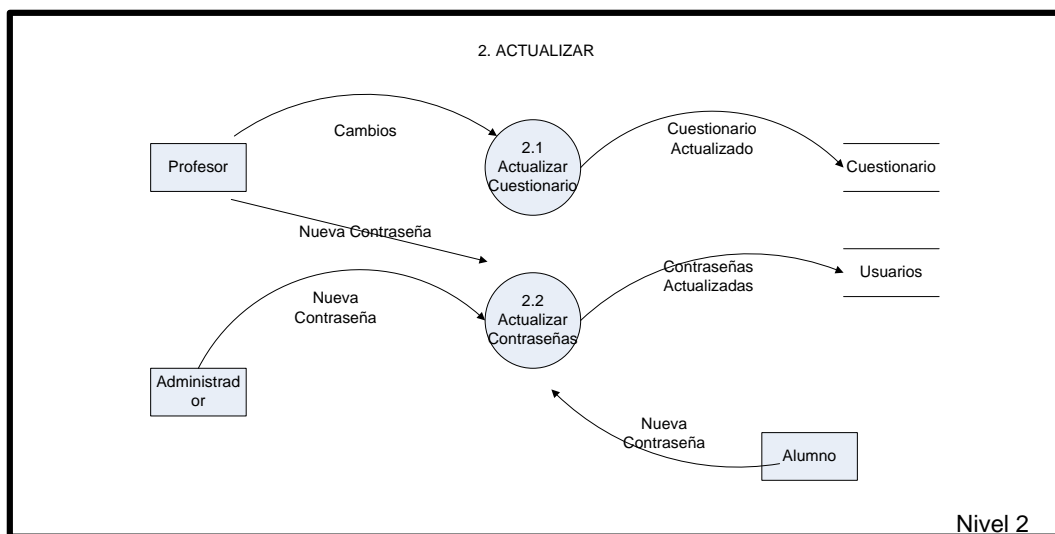 2. ACTUALIZAR
Cambios
Profesor
2.1
Actualizar
Cuestionario
Cuestionario
Actualizado
Cuestionario
Nueva Contraseña
Nueva
Contraseña
2.2
Actualizar
Contraseñas
Contraseñas
Actualizadas
Usuarios
Administrad
or
Nueva
Contraseña
Alumno
Nivel 2